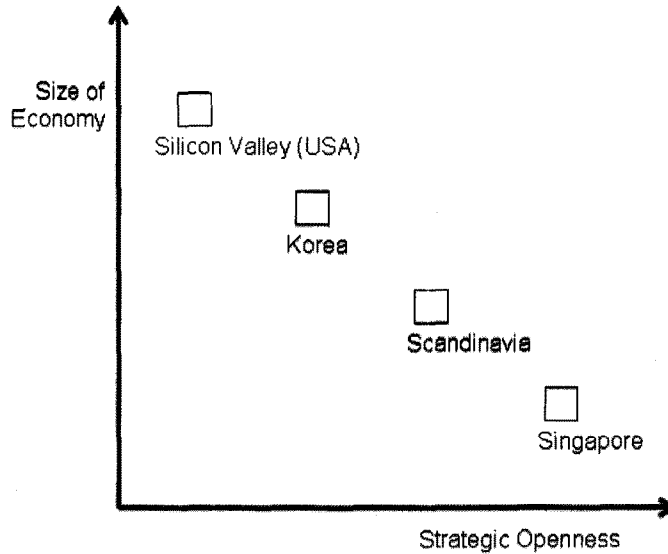 Size of
Economy
Silicon Valley (USA)
Korea
Scandinavia
Singapore
Strategic Openness